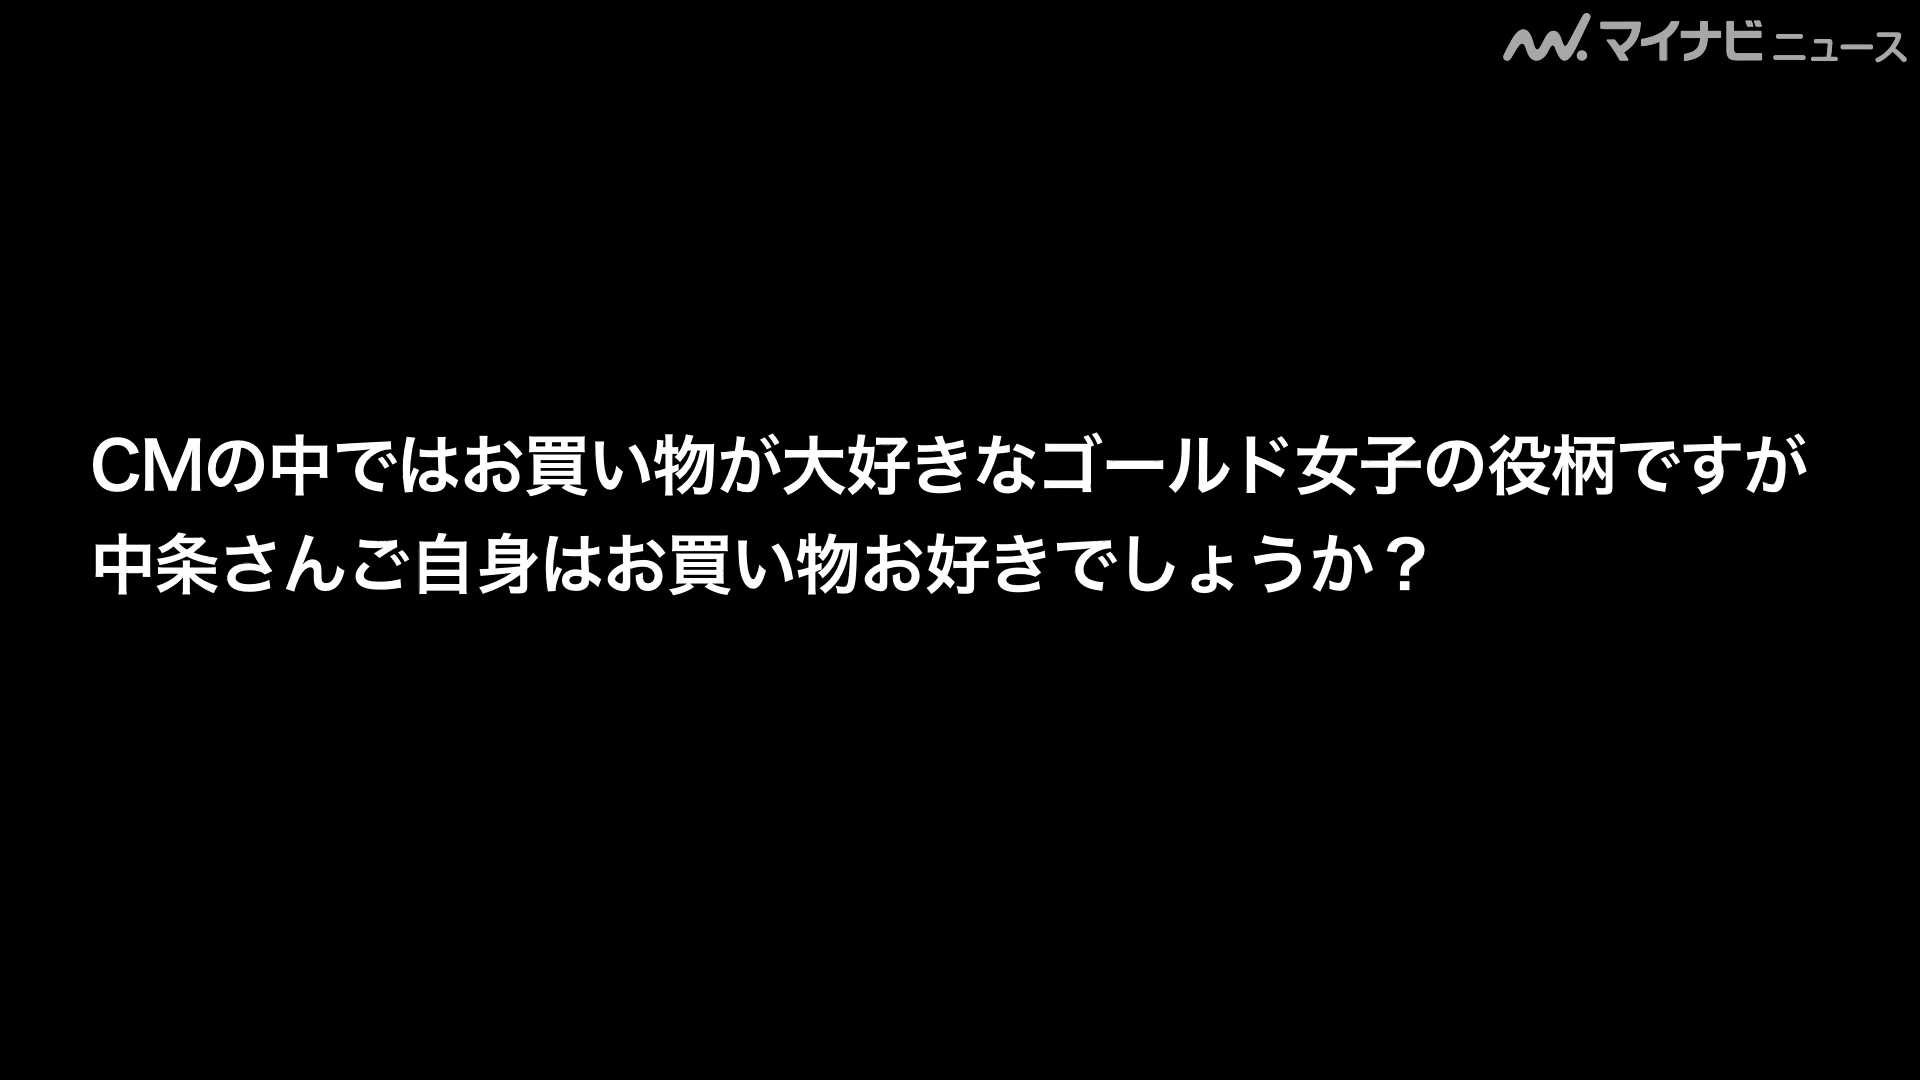 マイナビニュース
CMの中ではお買い物が大好きなゴールド女子の役柄ですが
中条さんご自身はお買い物お好きでしょうか？